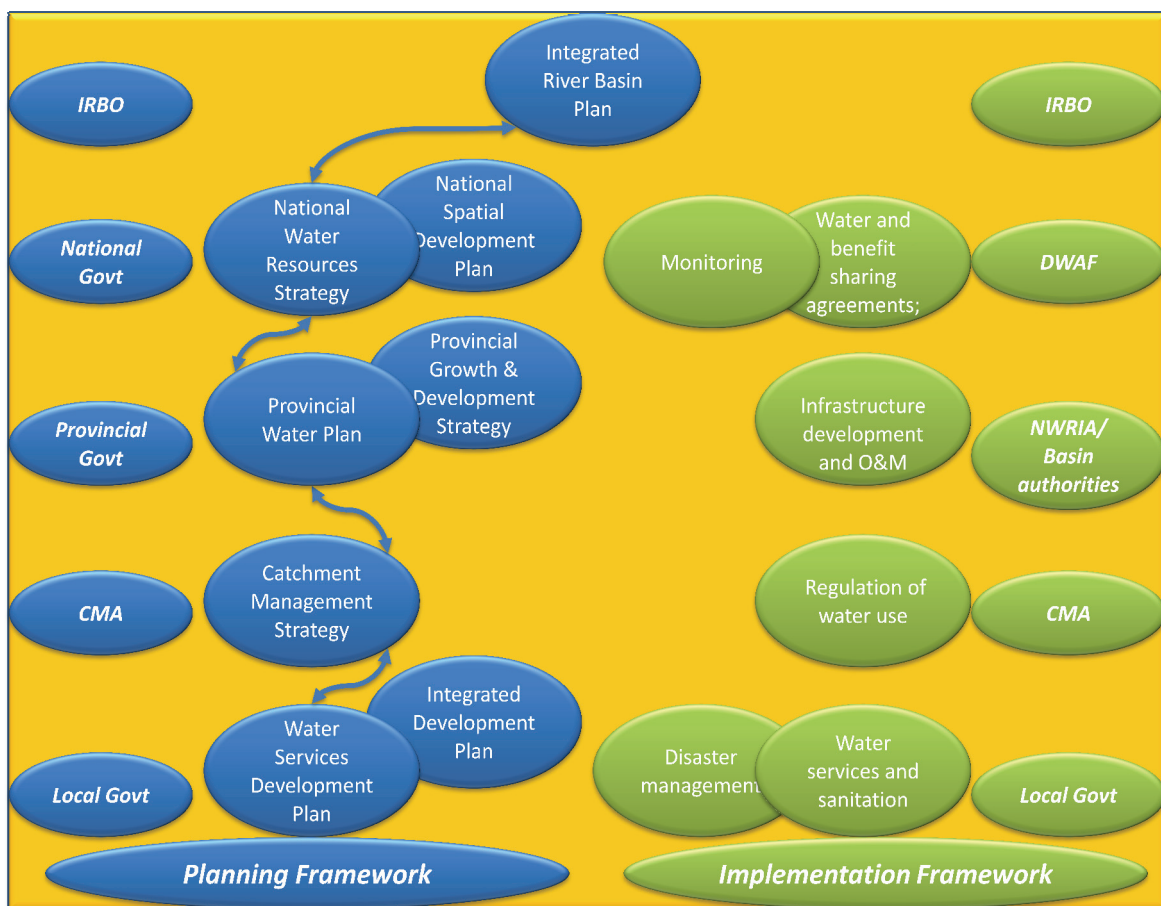 Integrated
River Basin
Plan
IRBO
IRBO
National
Spatial
Development
Plan
National
Water
Resources
Strategy
National
Govt
Monitoring
Water and
benefit
sharing
agreements;
DWAF
Provincial
Growth &
Development
Strategy
Provincial
Water Plan
Provincial
Govt
Infrastructure
development
and O&M
NWRIA/
Basin
authorities
Catchment
Management
Strategy
CMA
Regulation of
water use
CMA
Integrated
Development
Plan
Water
Services
Development
Plan
Local Govt
Disaster
management
Water
services and
sanitation
Local Govt
Planning Framework
Implementation Framework